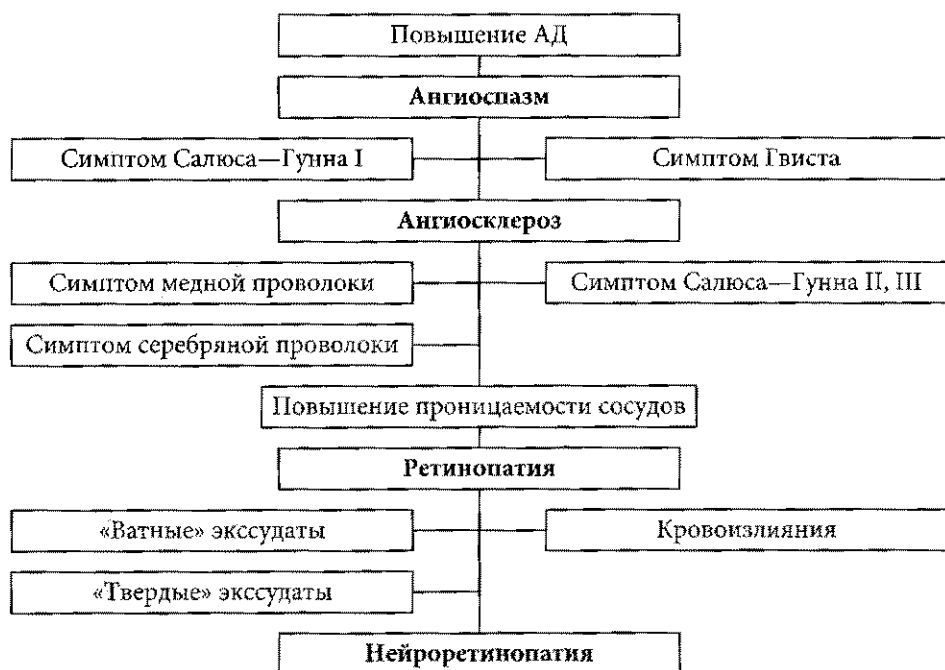 Повышение АД
Ангиоспазм
Симптом Салюса—Гунна I
Симптом Гвиста
Ангиосклероз
Симптом медной проволоки
Симптом Салюса—Гунна II, III
Симптом серебряной проволоки
Повышение проницаемости сосудов
Ретинопатия
«Ватные» экссудаты
Кровоизлияния
«Твердые» экссудаты
Нейроретинопатия